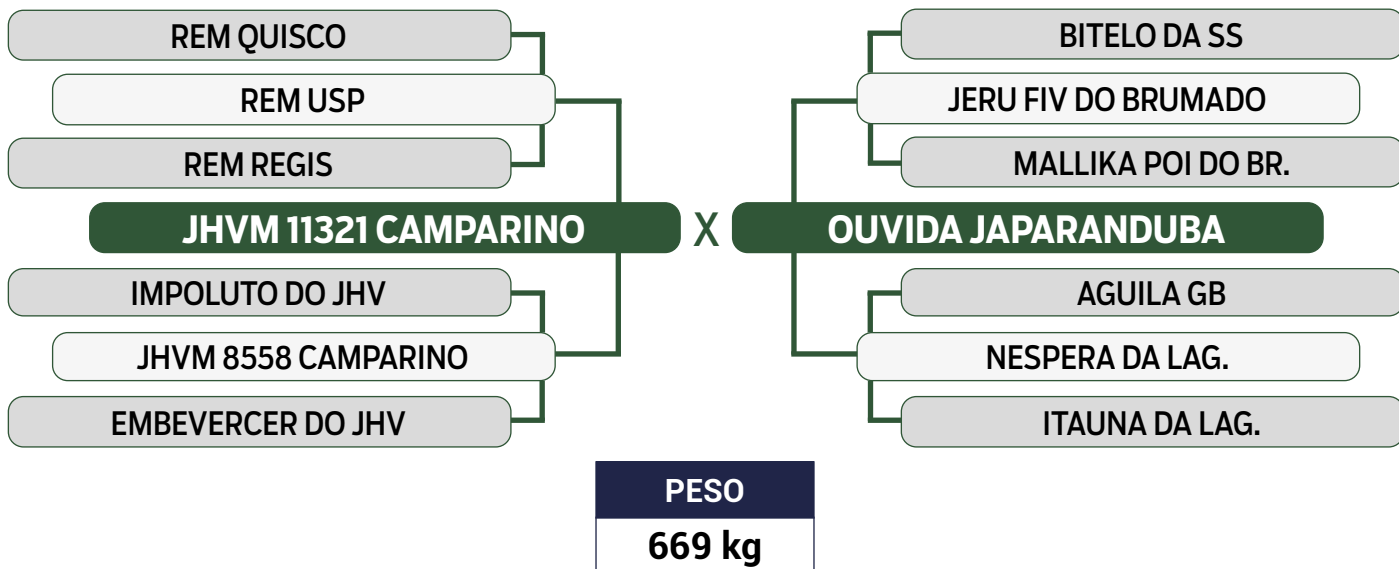 REM QUISCO
REM USP
REM REGIS
JHVM 11321 CAMPARINO
IMPOLUTO DO JHV
JHVM 8558 CAMPARINO
EMBEVERCER DO JHV
X
BITELO DA SS
JERU FIV DO BRUMADO
MALLIKA POI DO BR.
OUVIDA JAPARANDUBA
AGUILA GB
NESPERA DA LAG.
ITAUNA DA LAG.
PESO
669 kg